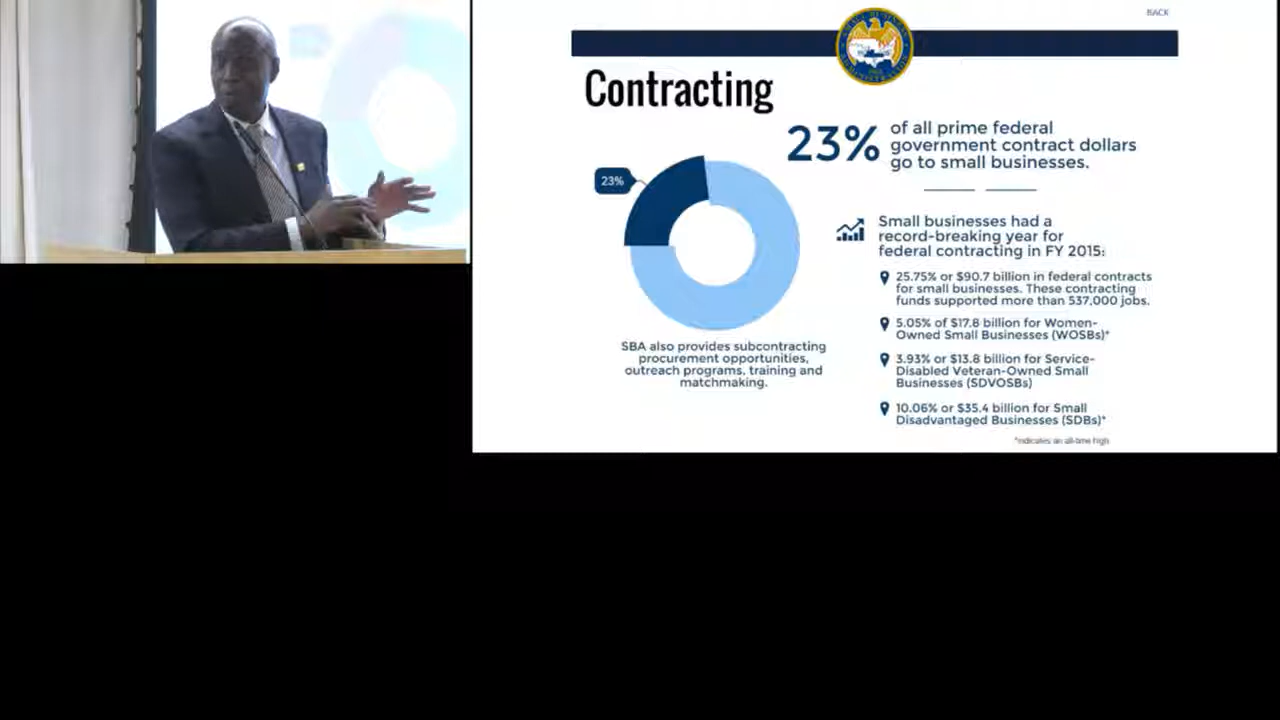 BACK
Contracting
23%
of all prime federal
government contract dollars
go to small businesses.
23%
Small businesses had a
record-breaking year for
federal contracting in FY 2015:
25.75% or $90.7 billion in federal contracts
for small businesses. These contracting
funds supported more than 537,000 jobs.
5.05% of $17.8 billion for Women-
Owned Small Businesses (WOSBs)*
3.93% or $13.8 billion for Service-
Disabled Veteran-Owned Small
Businesses (SDVOSBs)
10.06% or $35.4 billion for Small
Disadvantaged Businesses (SDBs)*
*Indicates an all-time high
SBA also provides subcontracting
procurement opportunities,
outreach programs, training and
matchmaking.